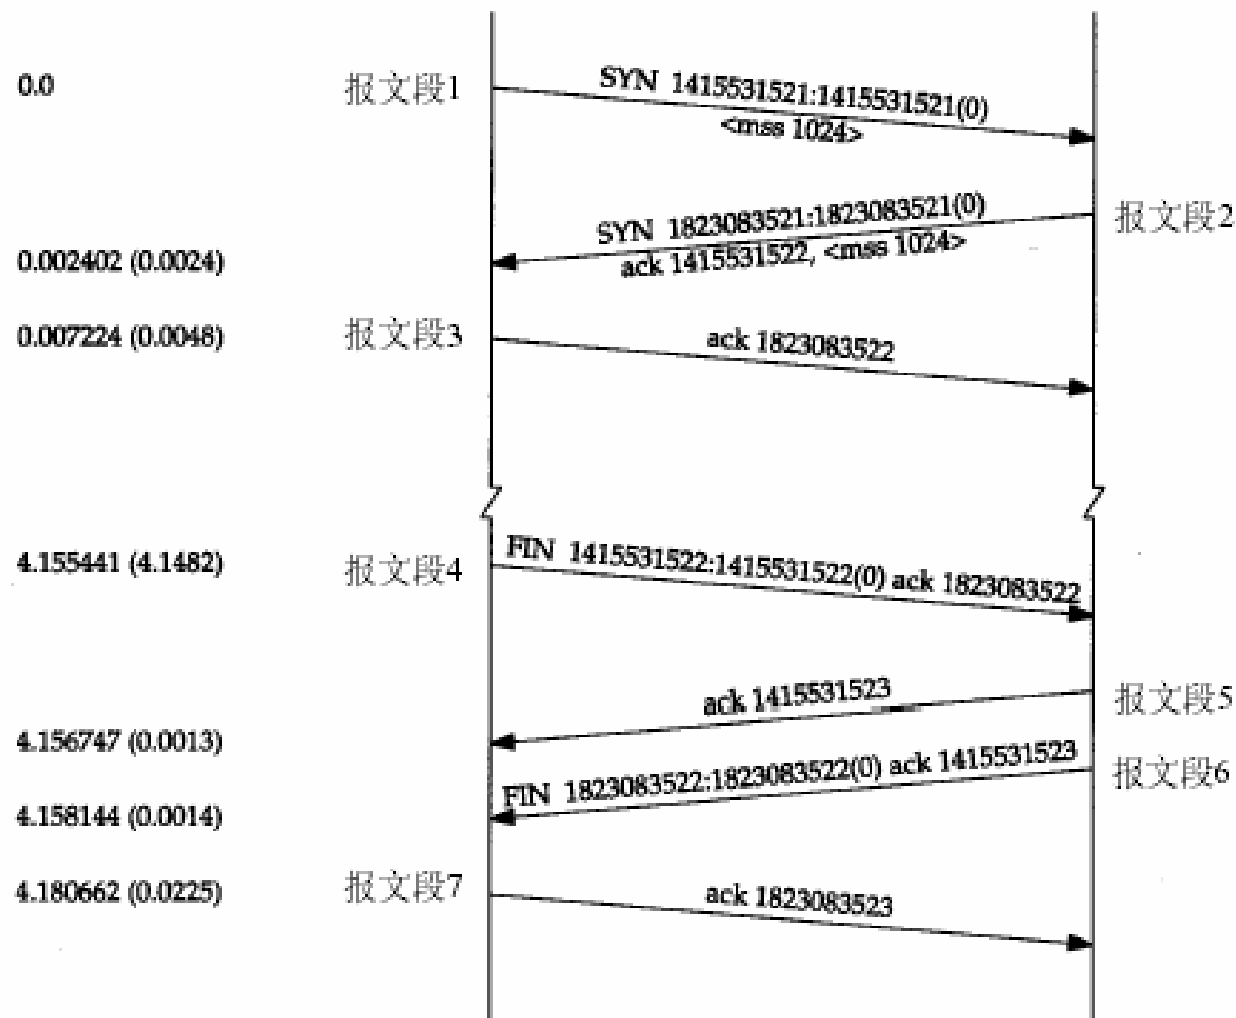 0.0
报文段1
SYN 1415531521:1415531521(0)
<mss 1024>
SYN 1823083521:1823083521(0)
报文段2
0.002402 (0.0024)
ack 1415531522, <mss 1024>
0.007224 (0.0048)
报文段3
ack 1823083522
4.155441 (4.1482)
报文段4
FIN 1415531522:1415531522(0) ack 1823083522
ack 1415531523
报文段5
4.156747 (0.0013)
FIN 1823083522:1823083522(0) ack 1415531523
报文段6
4.158144 (0.0014)
4.180662 (0.0225)
报文段7
ack 1823083523